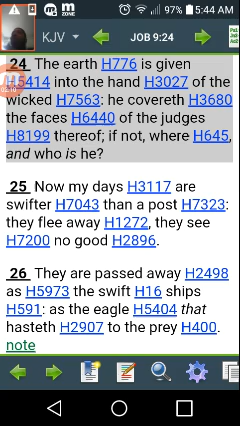 97% 5:44 AM
KJV JOB 9:24
24 The earth H776 is given
H5414 into the hand H3027 of the
wicked H7563: he covereth H3680
the faces H6440 of the judges
H8199 thereof; if not, where H645,
and who is he?
25 Now my days H3117 are
swifter H7043 than a post H7323:
they flee away H1272, they see
H7200 no good H2896.
26 They are passed away H2498
as H5973 the swift H16 ships
H591: as the eagle H5404 that
hasteth H2907 to the prey H400.
note